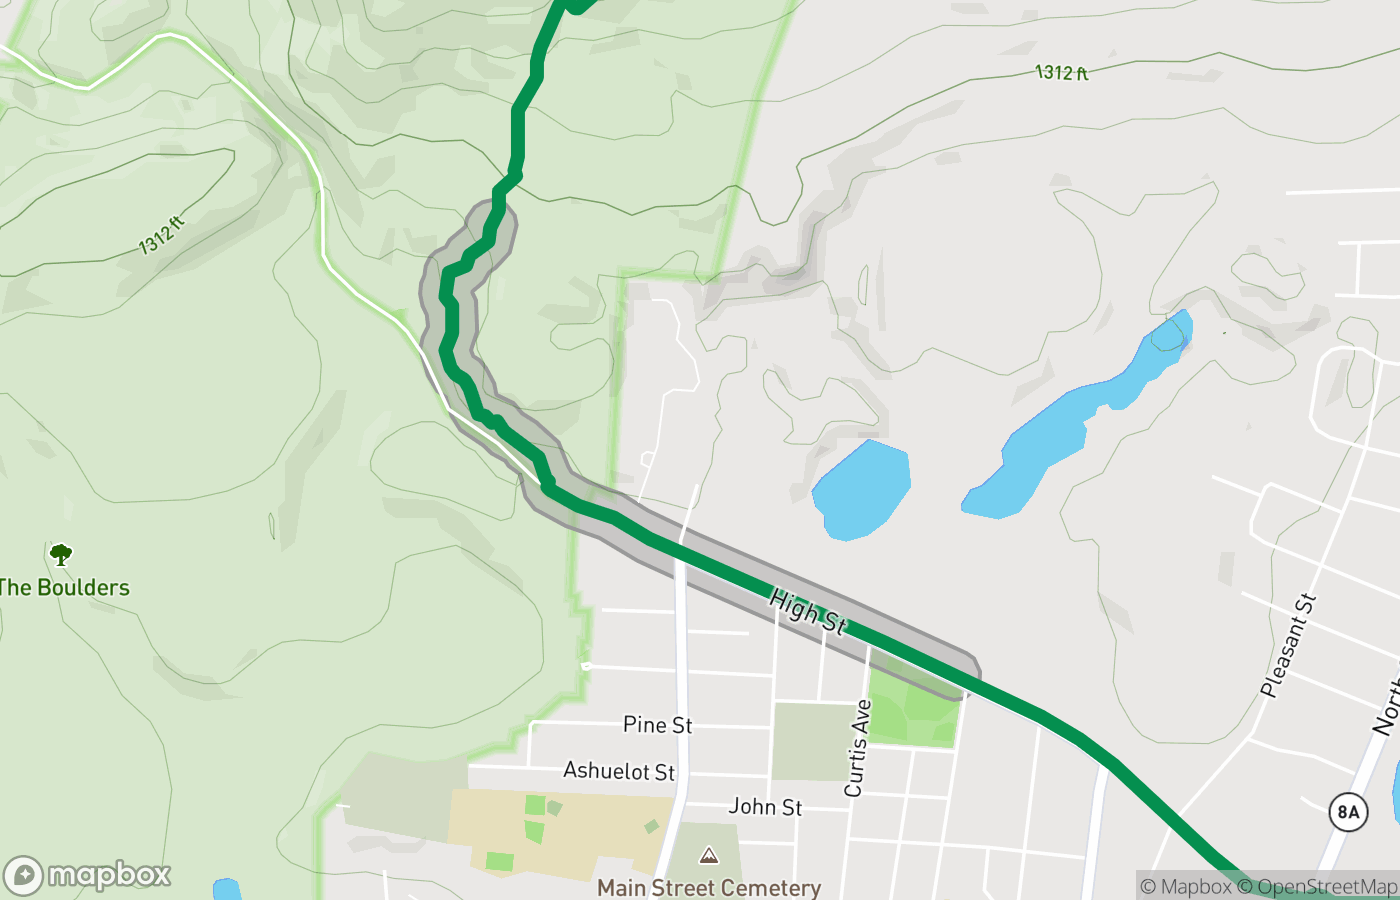 1312 ft
1312 ft
The Boulders
High St
Pleasant St
North
Curtis Ave
Pine St
Ashuelot St
John St
8A
Main Street Cemetery
mapbox
© Mapbox © OpenStreetMap